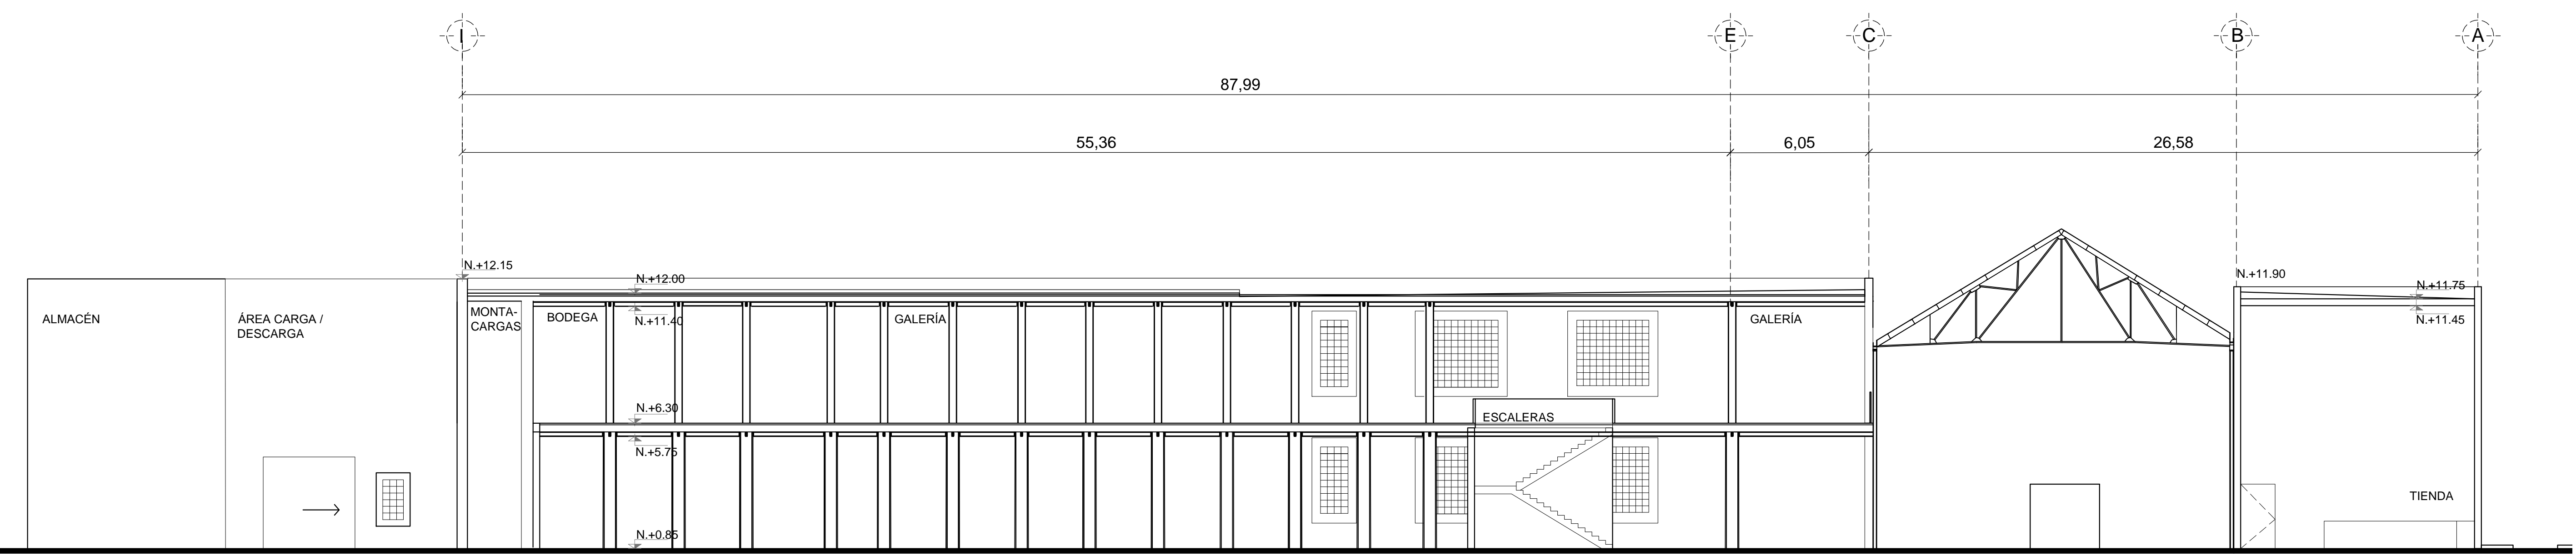 I
E
C
B
A
87,99
55,36
6,05
26,58
N.+12.15
N.+12.00
N.+11.90
N.+11.75
MONTA-
CARGAS
BODEGA
N.+11.40
GALERÍA
GALERÍA
N.+11.45
ALMACÉN
ÁREA CARGA /
DESCARGA
N.+6.30
ESCALERAS
N.+5.75
TIENDA
N.+0.85